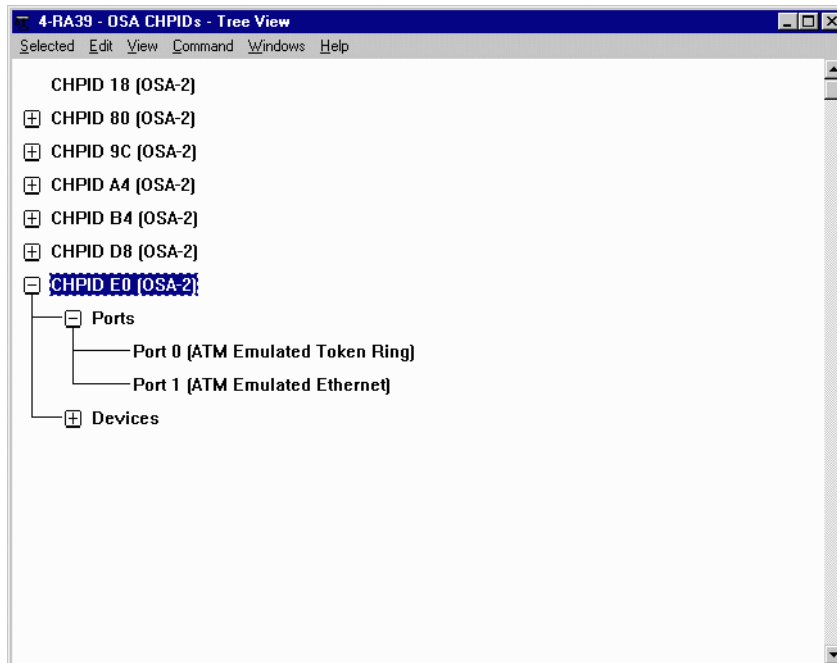 4-RA39 - OSA CHPIDs - Tree View
Selected Edit View Command Windows Help
CHPID 18 (OSA-2)
CHPID 80 (OSA-2)
CHPID 9C (OSA-2)
CHPID A4 (OSA-2)
CHPID B4 (OSA-2)
CHPID D8 (OSA-2)
CHPID E0 (OSA-2)
Ports
Port 0 (ATM Emulated Token Ring)
Port 1 (ATM Emulated Ethernet)
Devices